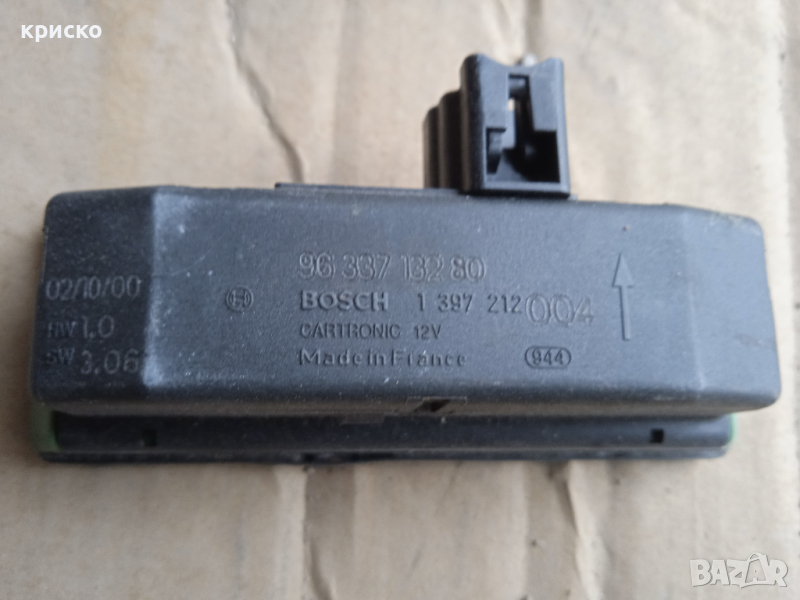 криско
96 337 132 80
02/10/00
BOSCH 1 397 212 004
HW 1.0
CARTRONIC 12V
SW 3.06
Made in France
944
BAZAR